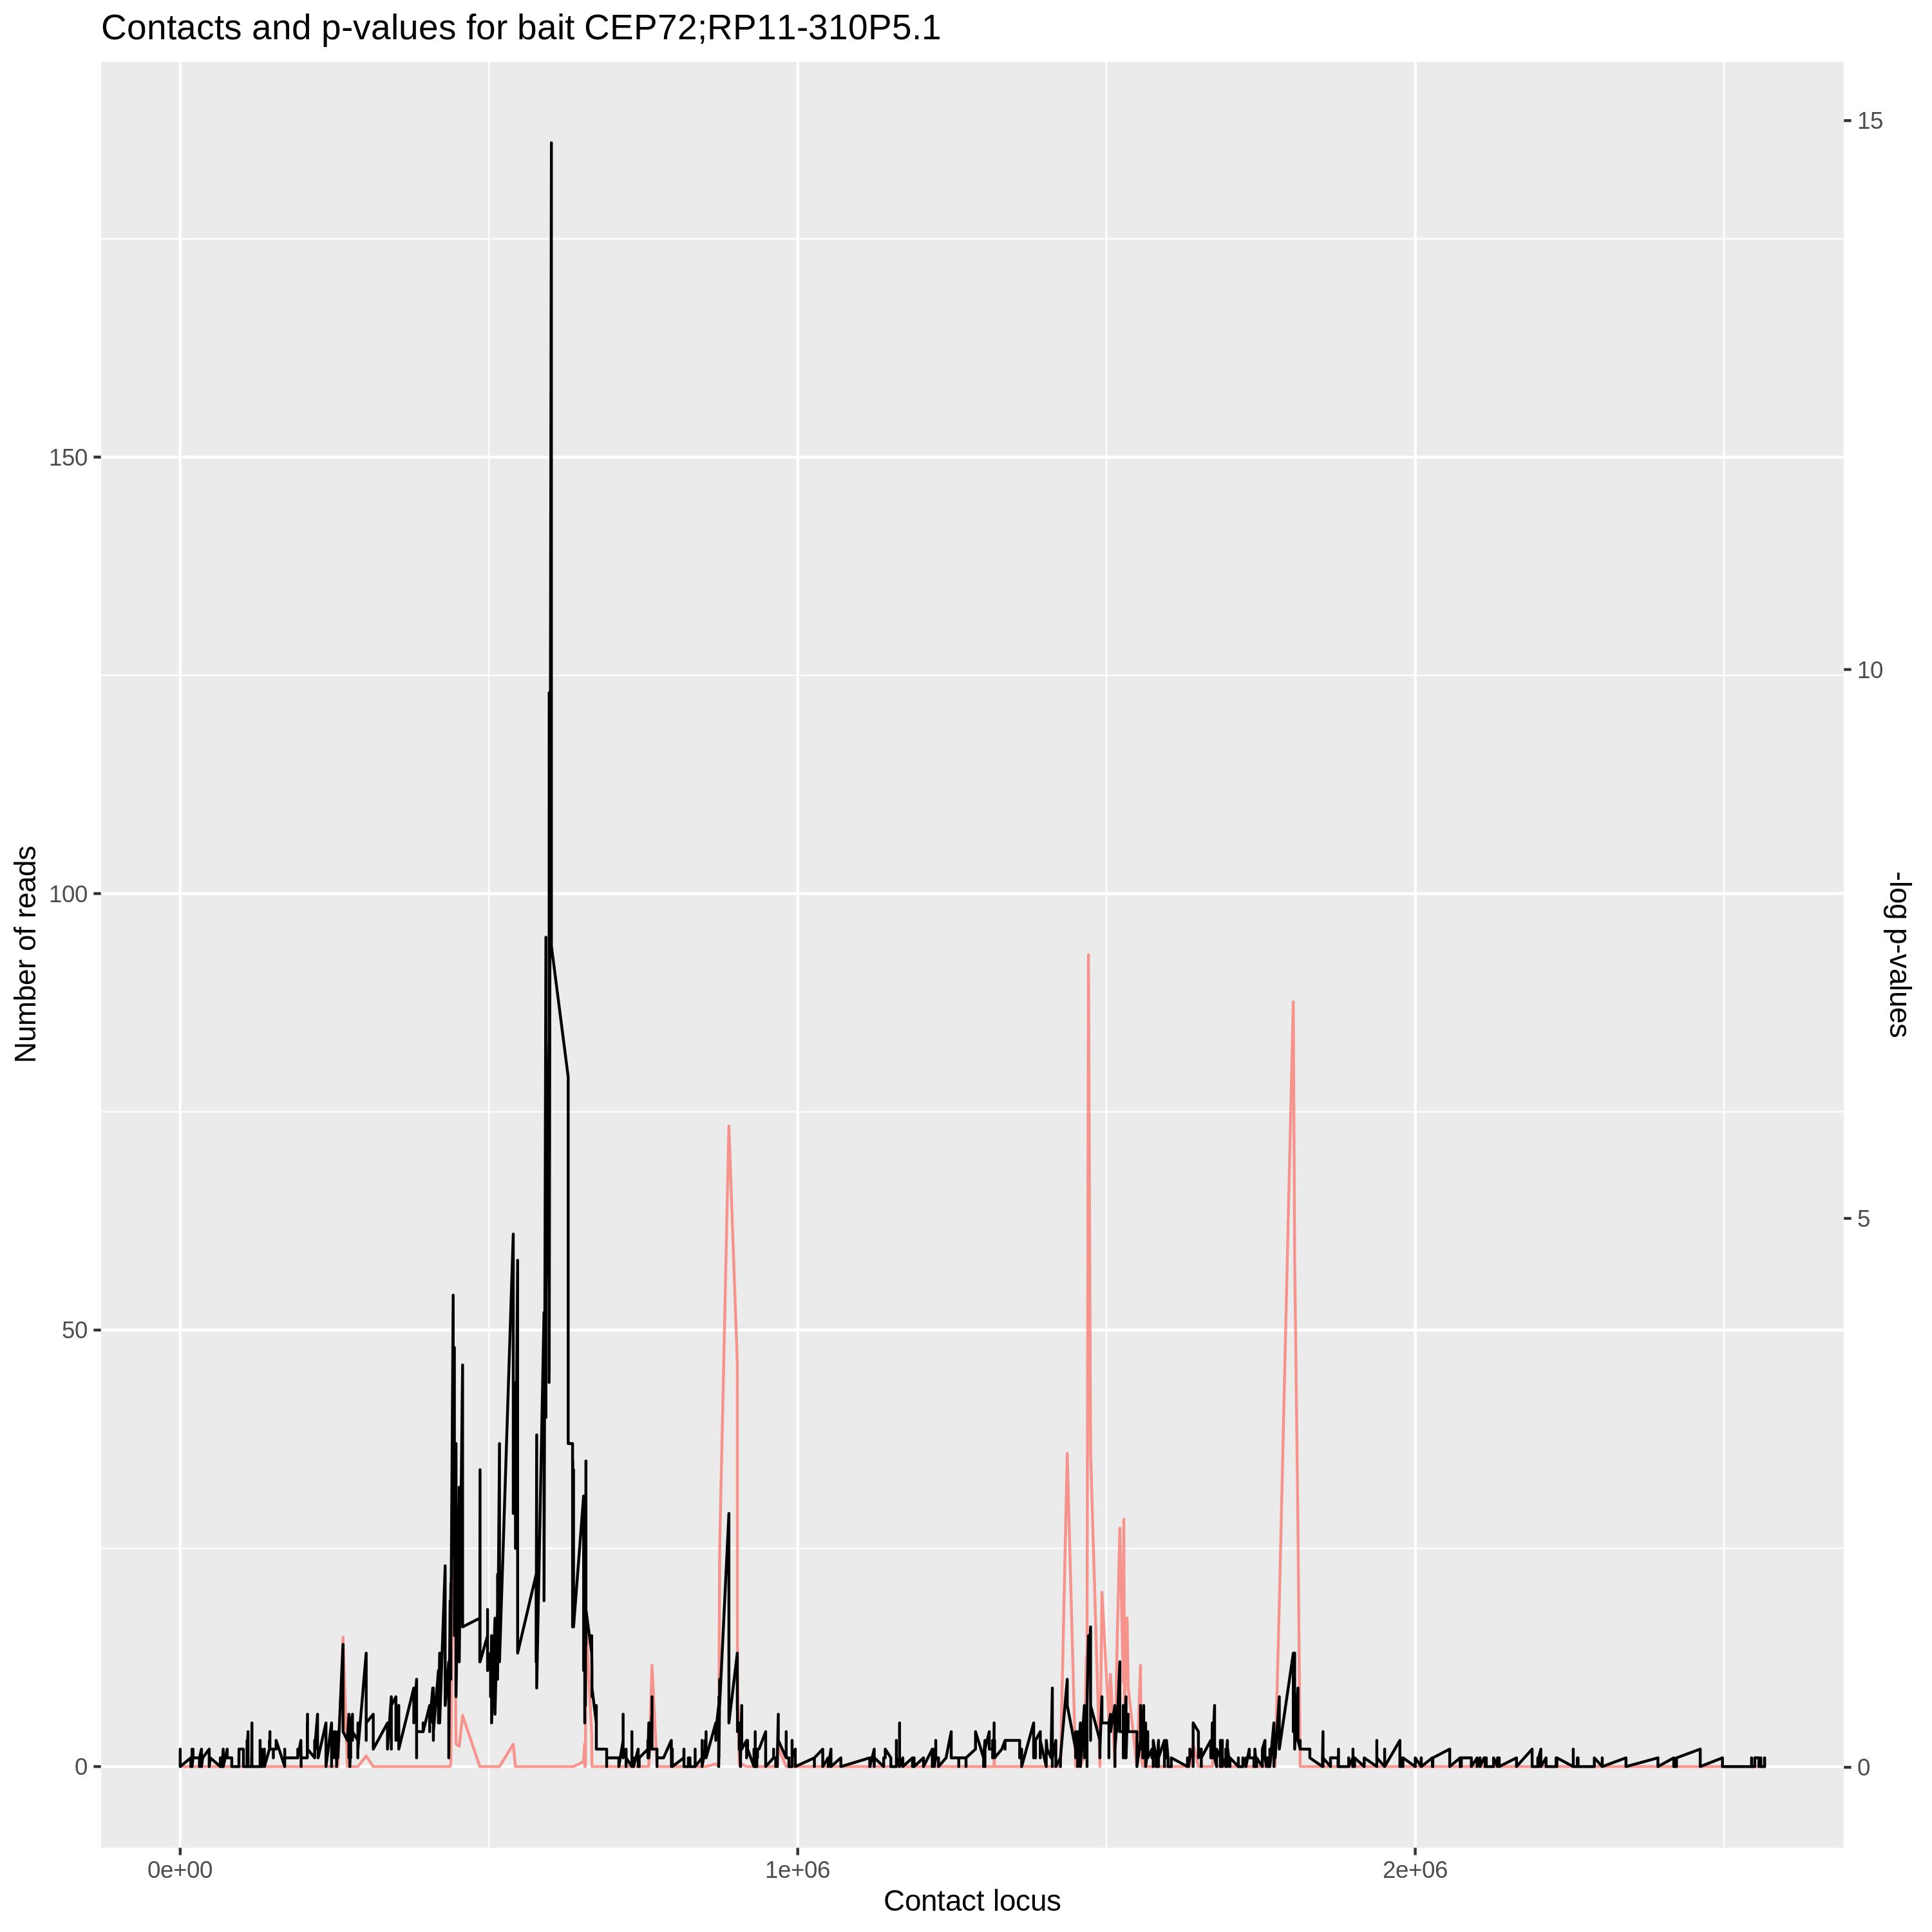 Contacts and p-values for bait CEP72;RP11-310P5.1
Number of reads
150
100
50
0
15
10
5
0
-log p-values
0e+00
1e+06
2e+06
Contact locus